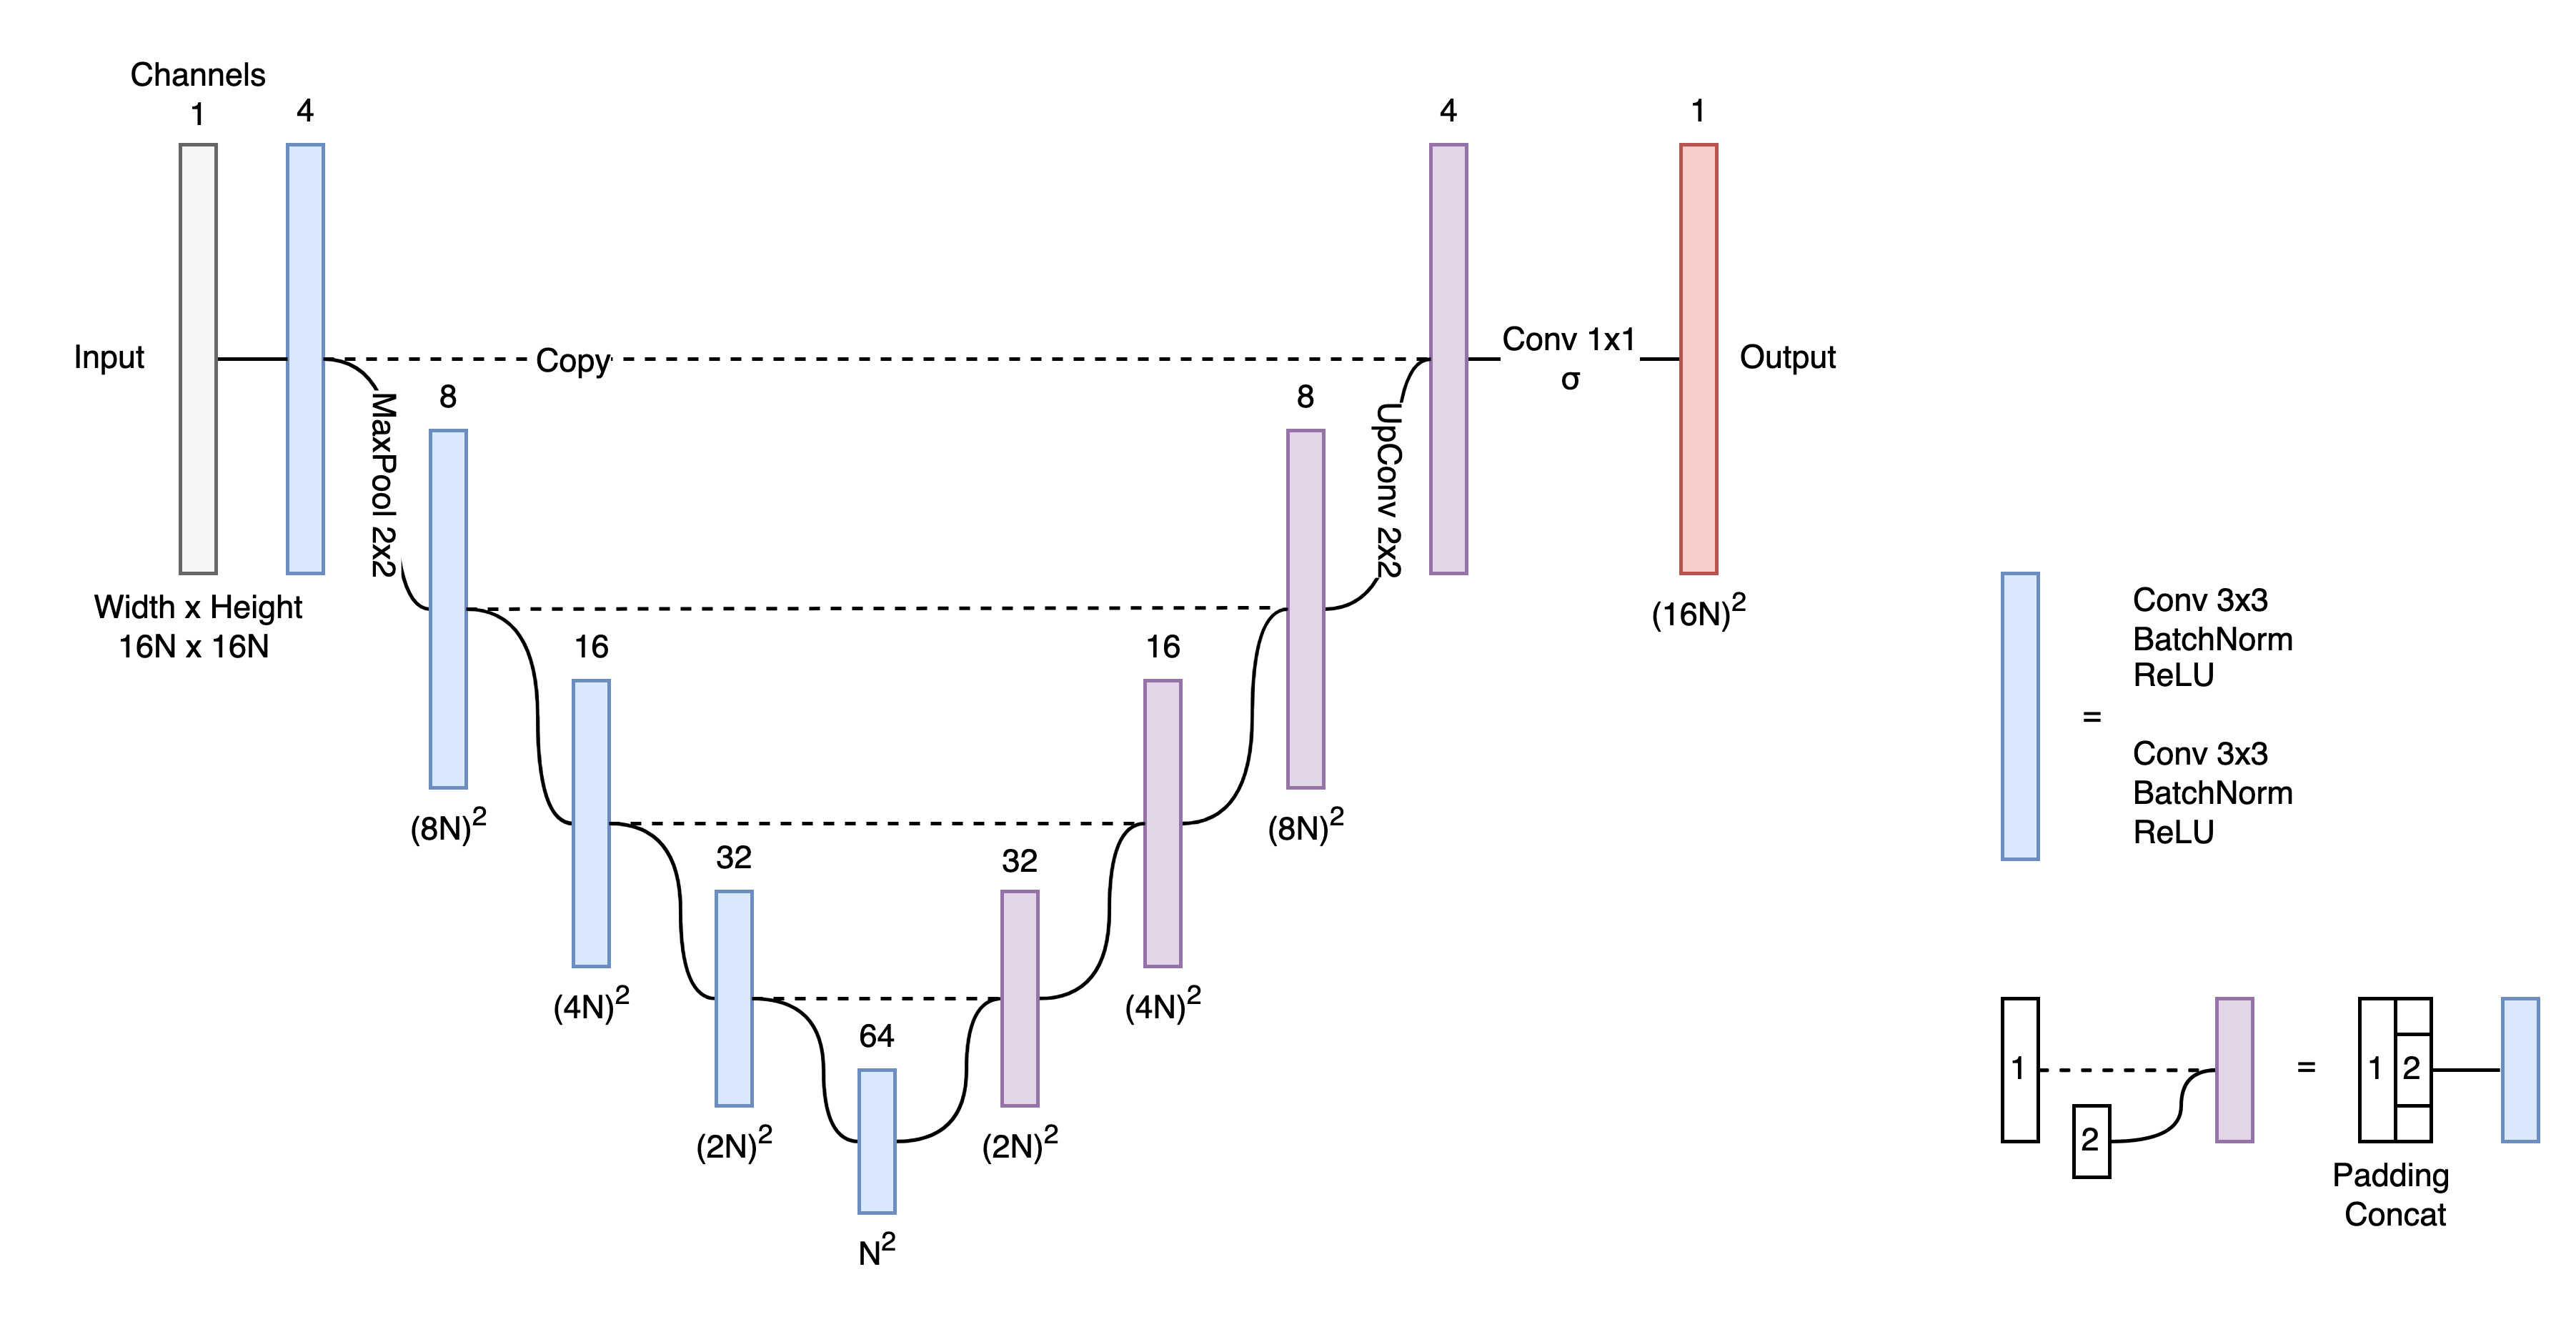 Channels
1
4
4
1
Input
Copy
Conv 1x1
σ
Output
8
8
MaxPool 2x2
UpConv 2x2
Width x Height
16N x 16N
(16N)²
16
16
(8N)²
(8N)²
32
32
(4N)²
(4N)²
64
(2N)²
(2N)²
N²
=
Conv 3x3
BatchNorm
ReLU
Conv 3x3
BatchNorm
ReLU
1
2
=
1
2
Padding
Concat